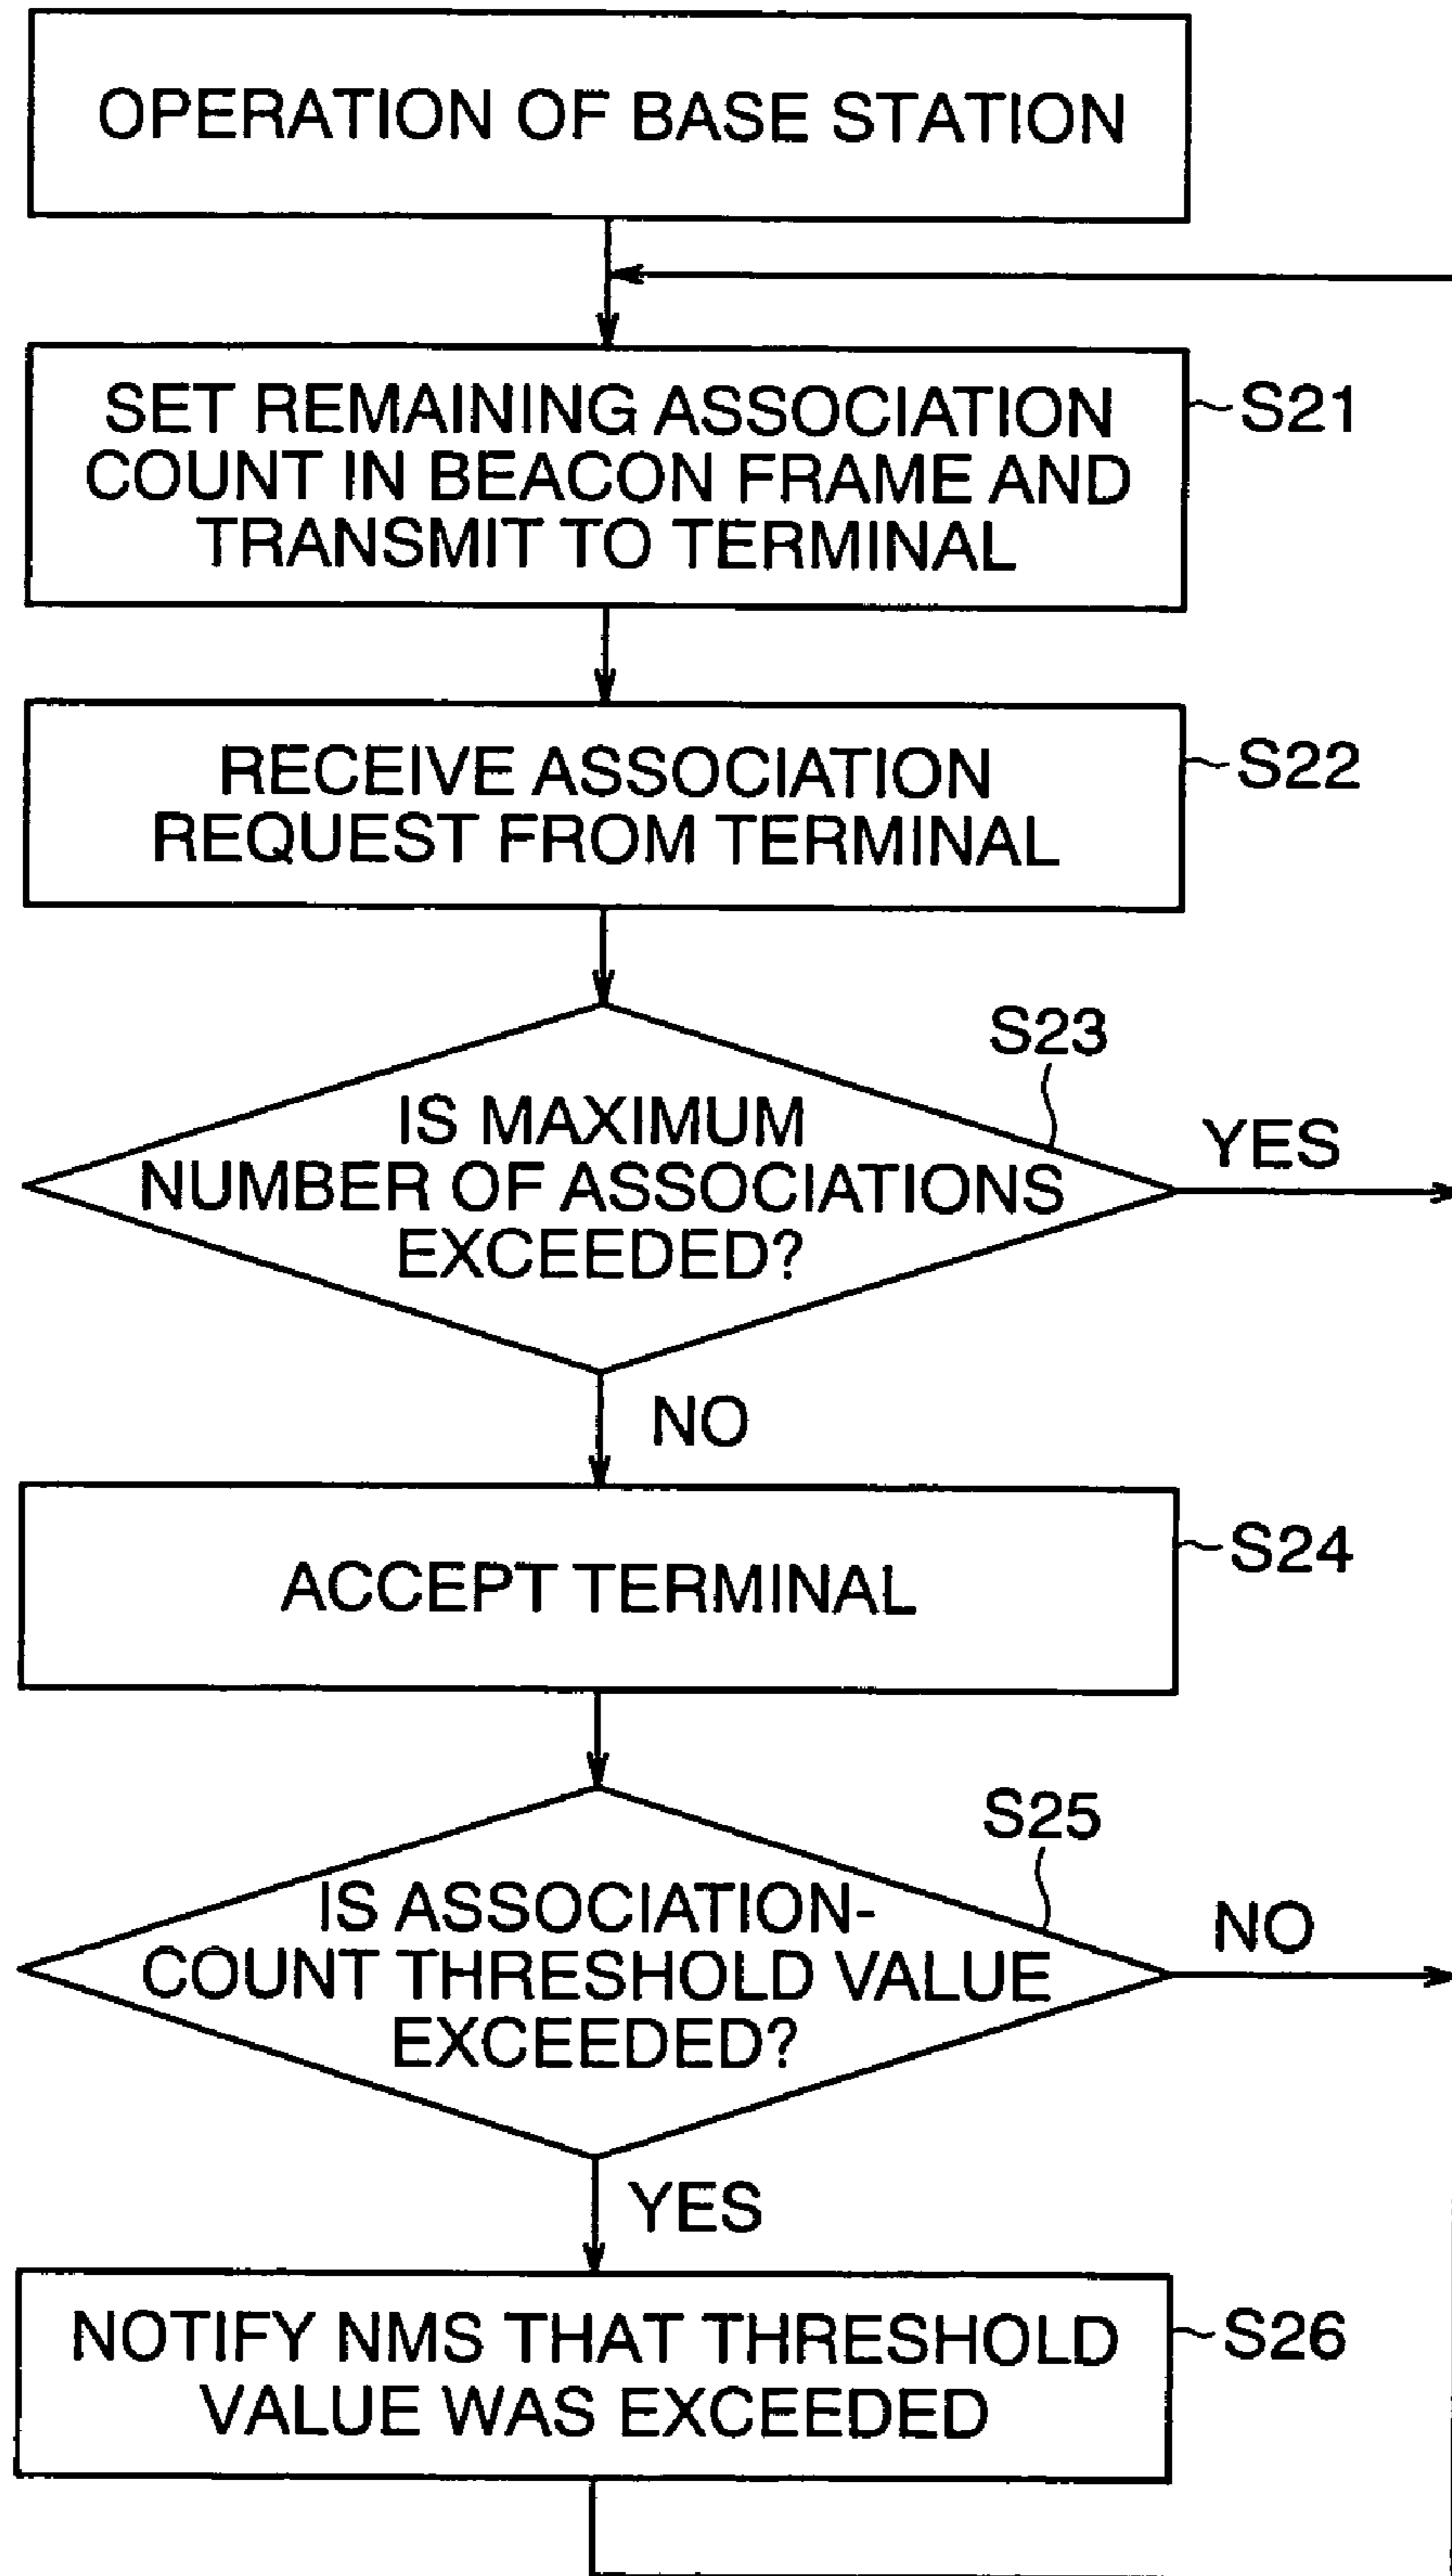 OPERATION OF BASE STATION
SET REMAINING ASSOCIATION
COUNT IN BEACON FRAME AND
TRANSMIT TO TERMINAL
S21
RECEIVE ASSOCIATION
REQUEST FROM TERMINAL
S22
S23
IS MAXIMUM
NUMBER OF ASSOCIATIONS
EXCEEDED?
YES
NO
ACCEPT TERMINAL
S24
S25
IS ASSOCIATION-
COUNT THRESHOLD VALUE
EXCEEDED?
NO
YES
NOTIFY NMS THAT THRESHOLD
VALUE WAS EXCEEDED
S26